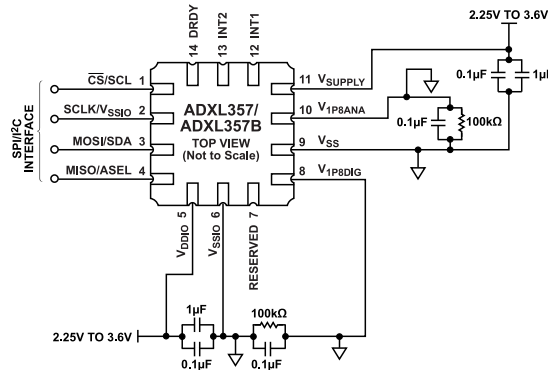 2.25V TO 3.6V
14 DRDY
13 INT2
12 INT1
0.1µF
1µF
CS/SCL 1
11 VSUPPLY
SCLK/VSSIO 2
ADXL357/
ADXL357B
TOP VIEW
(Not to Scale)
10 V1P8ANA
0.1µF
100kΩ
MOSI/SDA 3
9 VSS
MISO/ASEL 4
8 V1P8DIG
SPI/I2C
INTERFACE
VDDIO 5
VSSIO 6
RESERVED 7
1µF
100kΩ
2.25V TO 3.6V
0.1µF
0.1µF